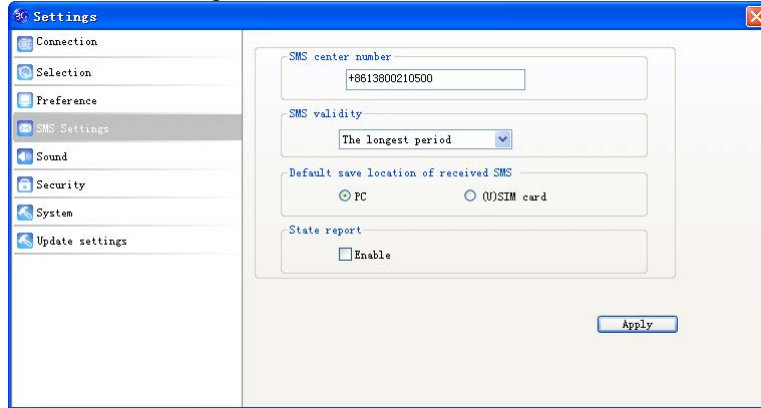 Settings
Connection
Selection
Preference
SMS Settings
Sound
Security
System
Update settings
SMS center number
+8613800210500
SMS validity
The longest period
Default save location of received SMS
PC (U)SIM card
State report
Enable
Apply